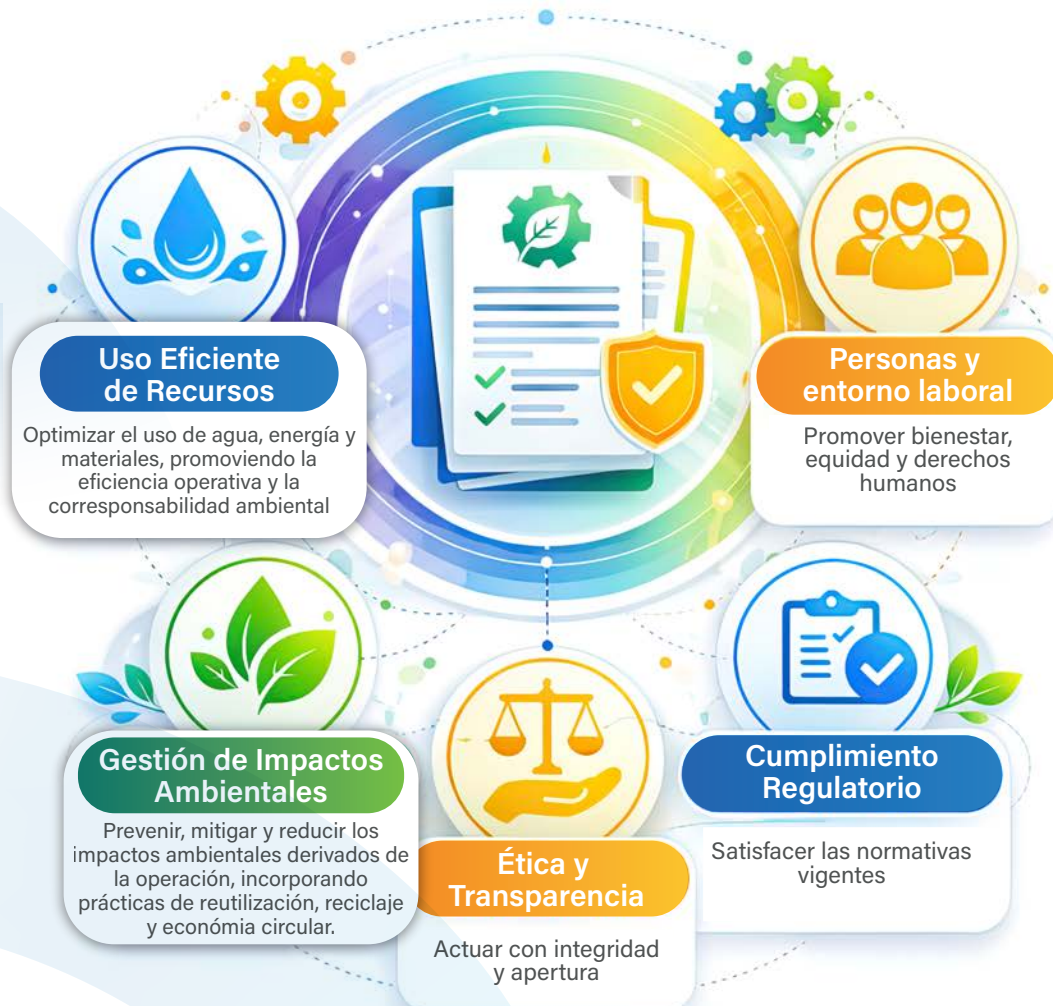 Uso Eficiente
de Recursos
Optimizar el uso de agua, energía y
materiales, promoviendo la
eficiencia operativa y la
corresponsabilidad ambiental
Personas y
entorno laboral
Promover bienestar,
equidad y derechos
humanos
Gestión de Impactos
Ambientales
Prevenir, mitigar y reducir los
impactos ambientales derivados de
la operación, incorporando
prácticas de reutilización, reciclaje
y económia circular.
Ética y
Transparencia
Actuar con integridad
y apertura
Cumplimiento
Regulatorio
Satisfacer las normativas
vigentes